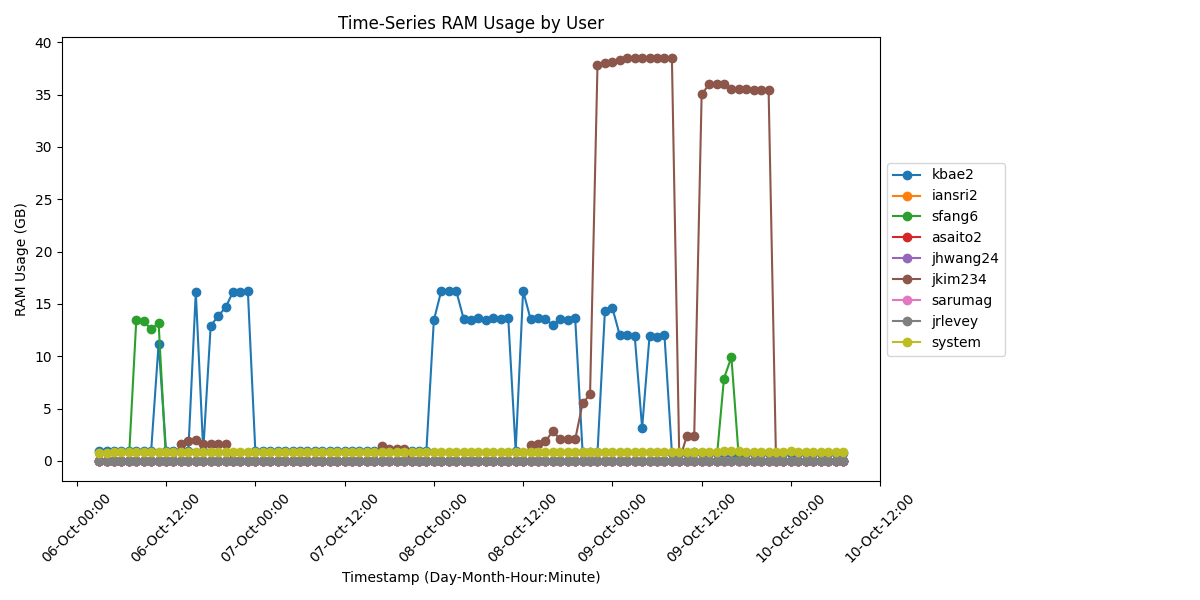 Time-Series RAM Usage by User
RAM Usage (GB)
40
35
30
25
20
15
10
5
0
06-Oct-00:00
06-Oct-12:00
07-Oct-00:00
07-Oct-12:00
08-Oct-00:00
08-Oct-12:00
09-Oct-00:00
09-Oct-12:00
10-Oct-00:00
10-Oct-12:00
Timestamp (Day-Month-Hour:Minute)
kbae2
iansri2
sfang6
asaito2
jhwang24
jkim234
sarumag
jrlevey
system